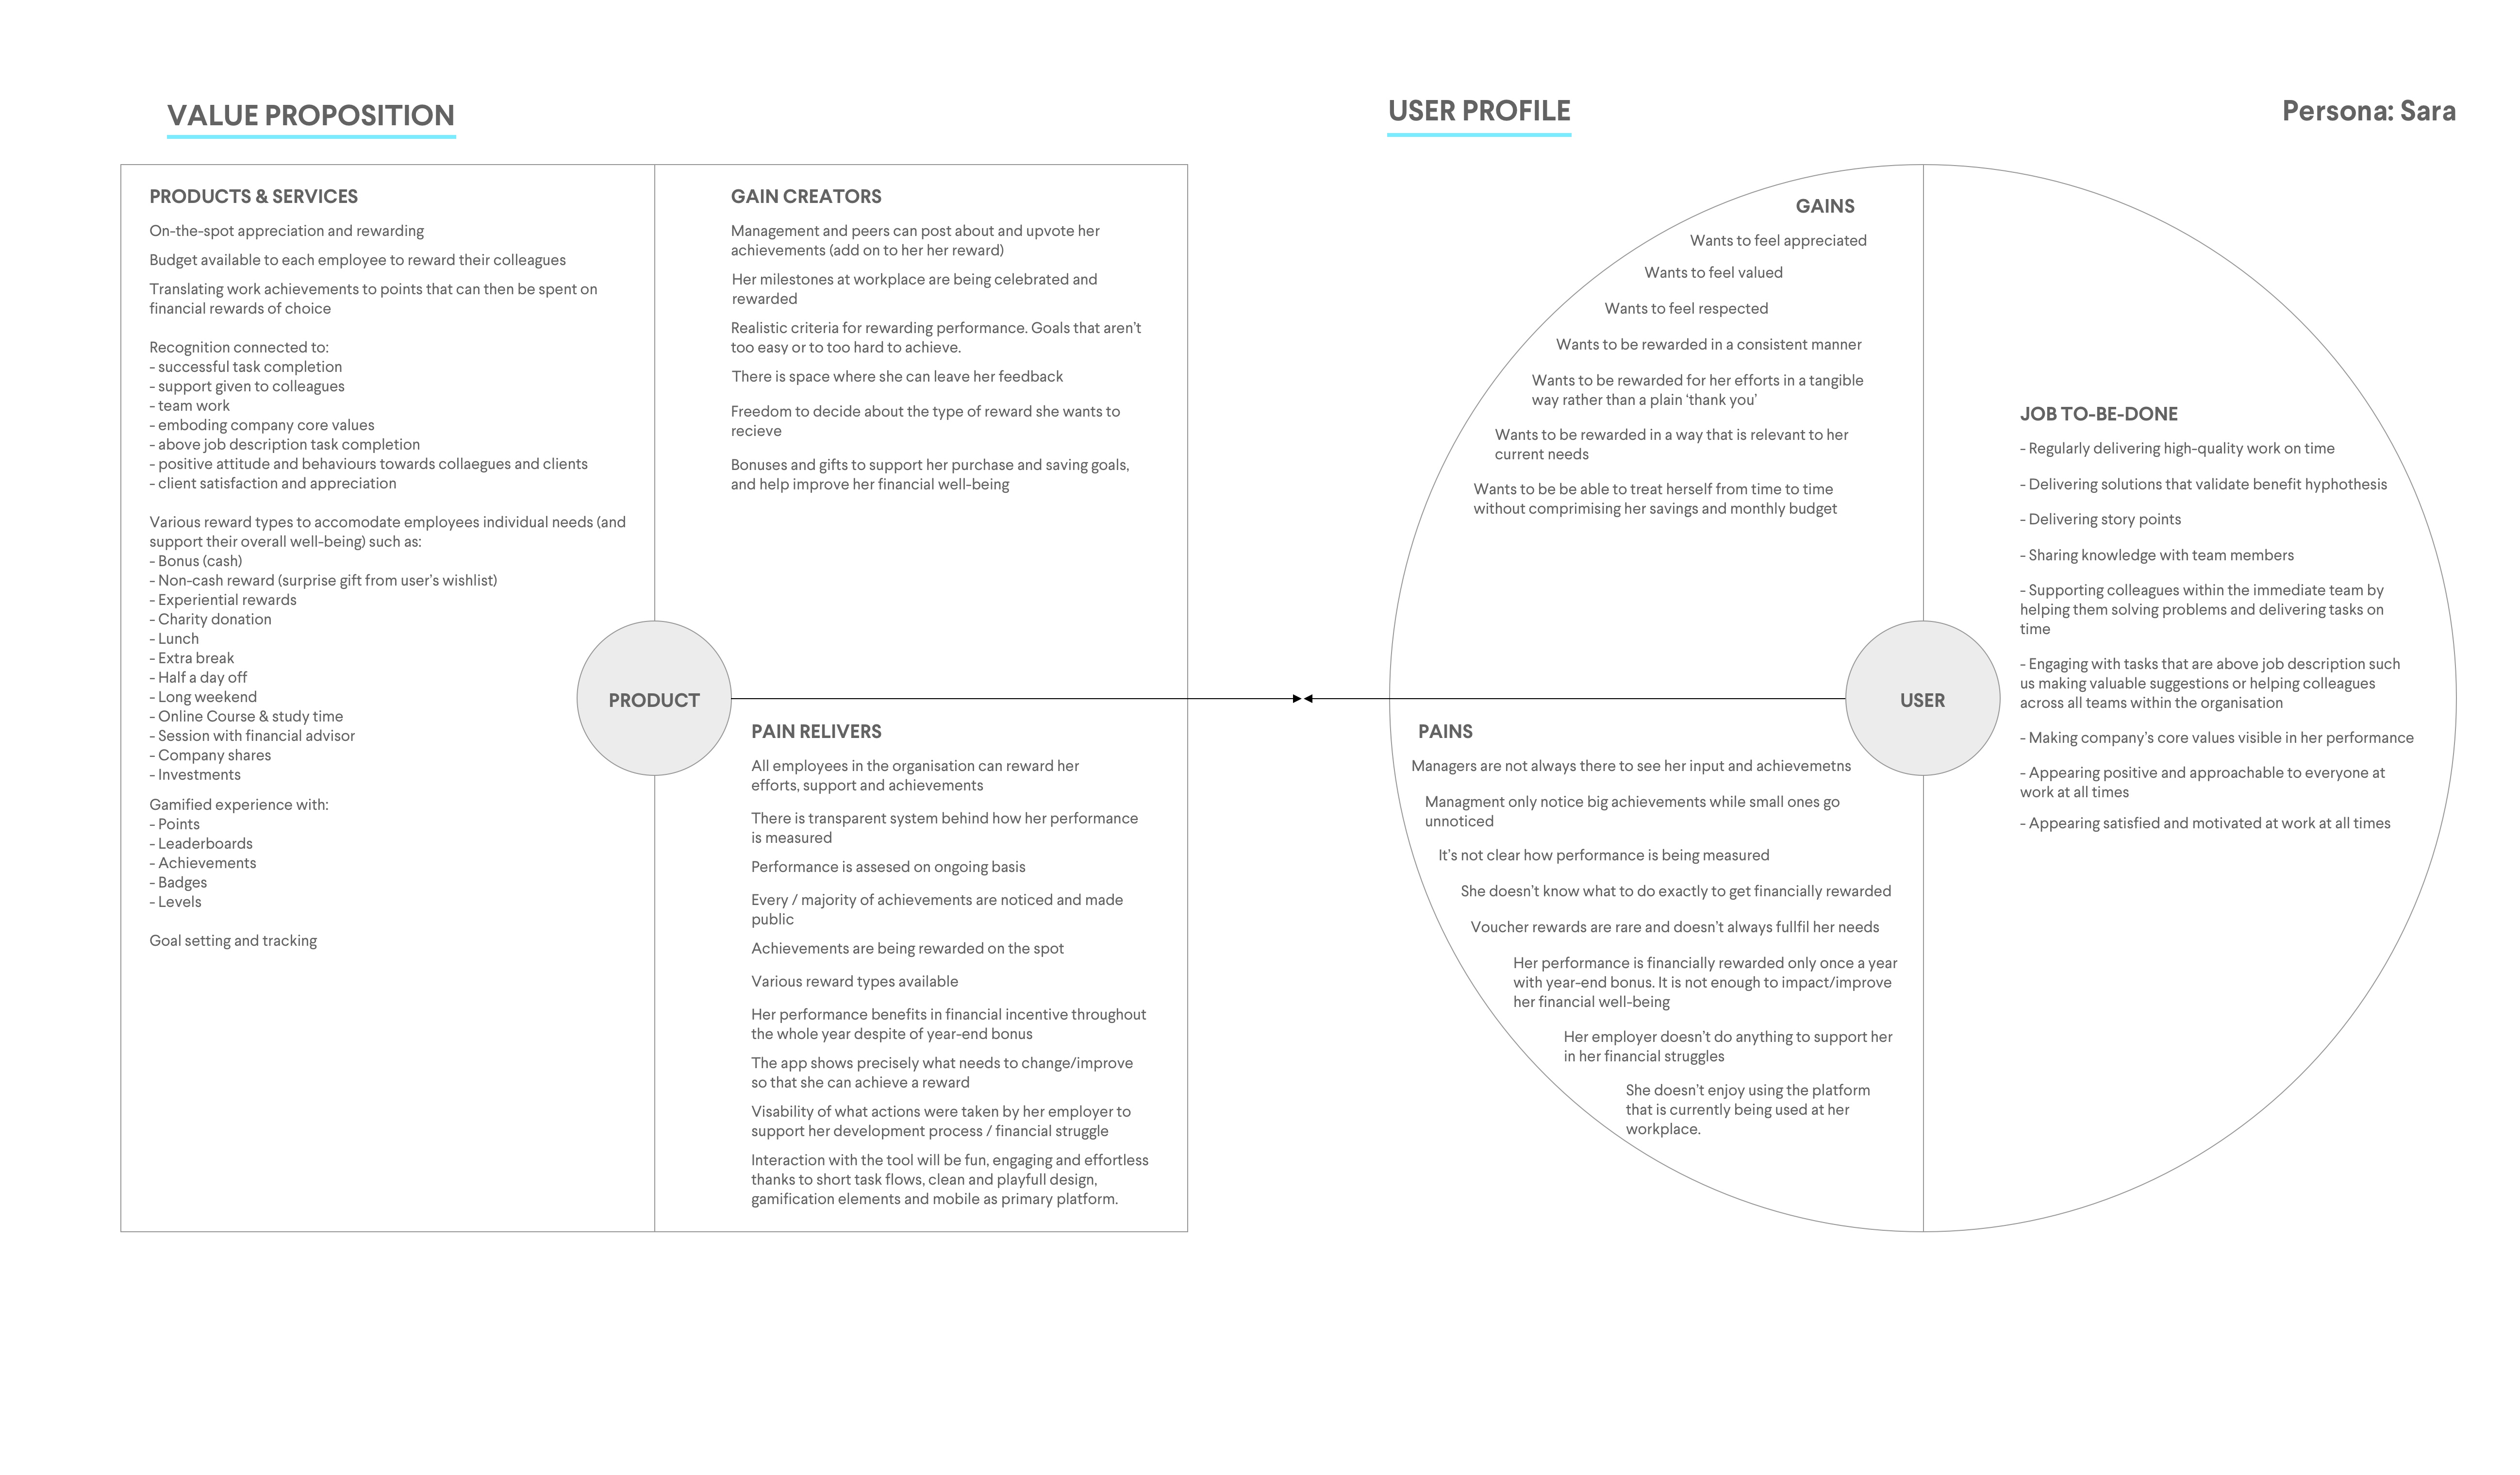 VALUE PROPOSITION
USER PROFILE
Persona: Sara
PRODUCTS & SERVICES
On-the-spot appreciation and rewarding
Budget available to each employee to reward their colleagues
Translating work achievements to points that can then be spent on
financial rewards of choice
Recognition connected to:
- successful task completion
- support given to colleagues
- team work
- emboding company core values
- above job description task completion
- positive attitude and behaviours towards collaegues and clients
- client satisfaction and appreciation
Various reward types to accomodate employees individual needs (and
support their overall well-being) such as:
- Bonus (cash)
- Non-cash reward (surprise gift from user's wishlist)
- Experiential rewards
- Charity donation
- Lunch
- Extra break
- Half a day off
- Long weekend
- Online Course & study time
- Session with financial advisor
- Company shares
- Investments
Gamified experience with:
- Points
- Leaderboards
- Achievements
- Badges
- Levels
Goal setting and tracking
PRODUCT
GAIN CREATORS
Management and peers can post about and upvote her
achievements (add on to her her reward)
Her milestones at workplace are being celebrated and
rewarded
Realistic criteria for rewarding performance. Goals that aren't
too easy or to too hard to achieve.
There is space where she can leave her feedback
Freedom to decide about the type of reward she wants to
recieve
Bonuses and gifts to support her purchase and saving goals,
and help improve her financial well-being
PAIN RELIVERS
All employees in the organisation can reward her
efforts, support and achievements
There is transparent system behind how her performance
is measured
Performance is assesed on ongoing basis
Every / majority of achievements are noticed and made
public
Achievements are being rewarded on the spot
Various reward types available
Her performance benefits in financial incentive throughout
the whole year despite of year-end bonus
The app shows precisely what needs to change/improve
so that she can achieve a reward
Visability of what actions were taken by her employer to
support her development process / financial struggle
Interaction with the tool will be fun, engaging and effortless
thanks to short task flows, clean and playfull design,
gamification elements and mobile as primary platform.
GAINS
Wants to feel appreciated
Wants to feel valued
Wants to feel respected
Wants to be rewarded in a consistent manner
Wants to be rewarded for her efforts in a tangible
way rather than a plain 'thank you'
Wants to be rewarded in a way that is relevant to her
current needs
Wants to be be able to treat herself from time to time
without comprimising her savings and monthly budget
PAINS
Managers are not always there to see her input and achievemetns
Managment only notice big achievements while small ones go
unnoticed
It's not clear how performance is being measured
She doesn't know what to do exactly to get financially rewarded
Voucher rewards are rare and doesn't always fullfil her needs
Her performance is financially rewarded only once a year
with year-end bonus. It is not enough to impact/improve
her financial well-being
Her employer doesn't do anything to support her
in her financial struggles
She doesn't enjoy using the platform
that is currently being used at her
workplace.
USER
JOB TO-BE-DONE
- Regularly delivering high-quality work on time
- Delivering solutions that validate benefit hyphothesis
- Delivering story points
- Sharing knowledge with team members
- Supporting colleagues within the immediate team by
helping them solving problems and delivering tasks on
time
- Engaging with tasks that are above job description such
us making valuable suggestions or helping colleagues
across all teams within the organisation
- Making company's core values visible in her performance
- Appearing positive and approachable to everyone at
work at all times
- Appearing satisfied and motivated at work at all times